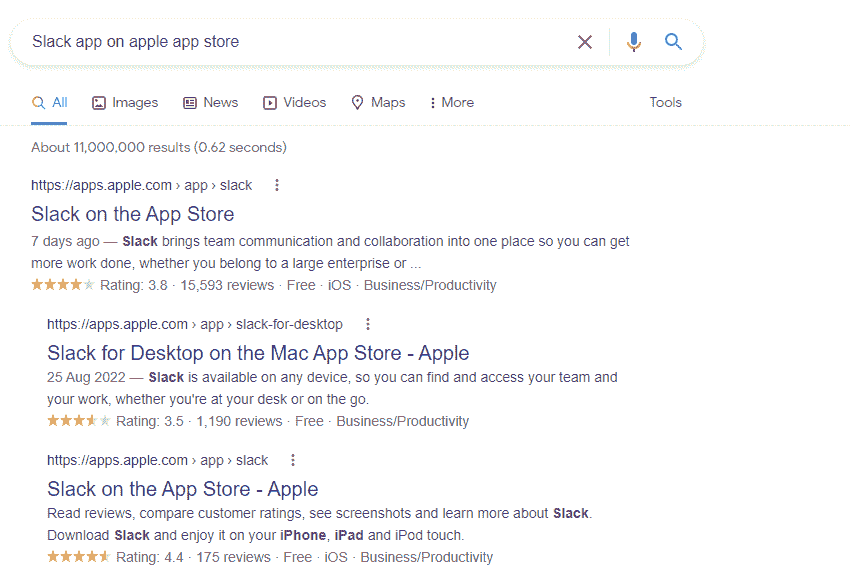 Slack app on apple app store
All Images News Videos Maps More Tools
About 11,000,000 results (0.62 seconds)
https://apps.apple.com › app › slack
Slack on the App Store
7 days ago — Slack brings team communication and collaboration into one place so you can get
more work done, whether you belong to a large enterprise or ...
Rating: 3.8 · 15,593 reviews · Free · iOS · Business/Productivity
https://apps.apple.com › app › slack-for-desktop
Slack for Desktop on the Mac App Store - Apple
25 Aug 2022 — Slack is available on any device, so you can find and access your team and
your work, whether you're at your desk or on the go.
Rating: 3.5 · 1,190 reviews · Free · Business/Productivity
https://apps.apple.com › app › slack
Slack on the App Store - Apple
Read reviews, compare customer ratings, see screenshots and learn more about Slack.
Download Slack and enjoy it on your iPhone, iPad and iPod touch.
Rating: 4.4 · 175 reviews · Free · iOS · Business/Productivity